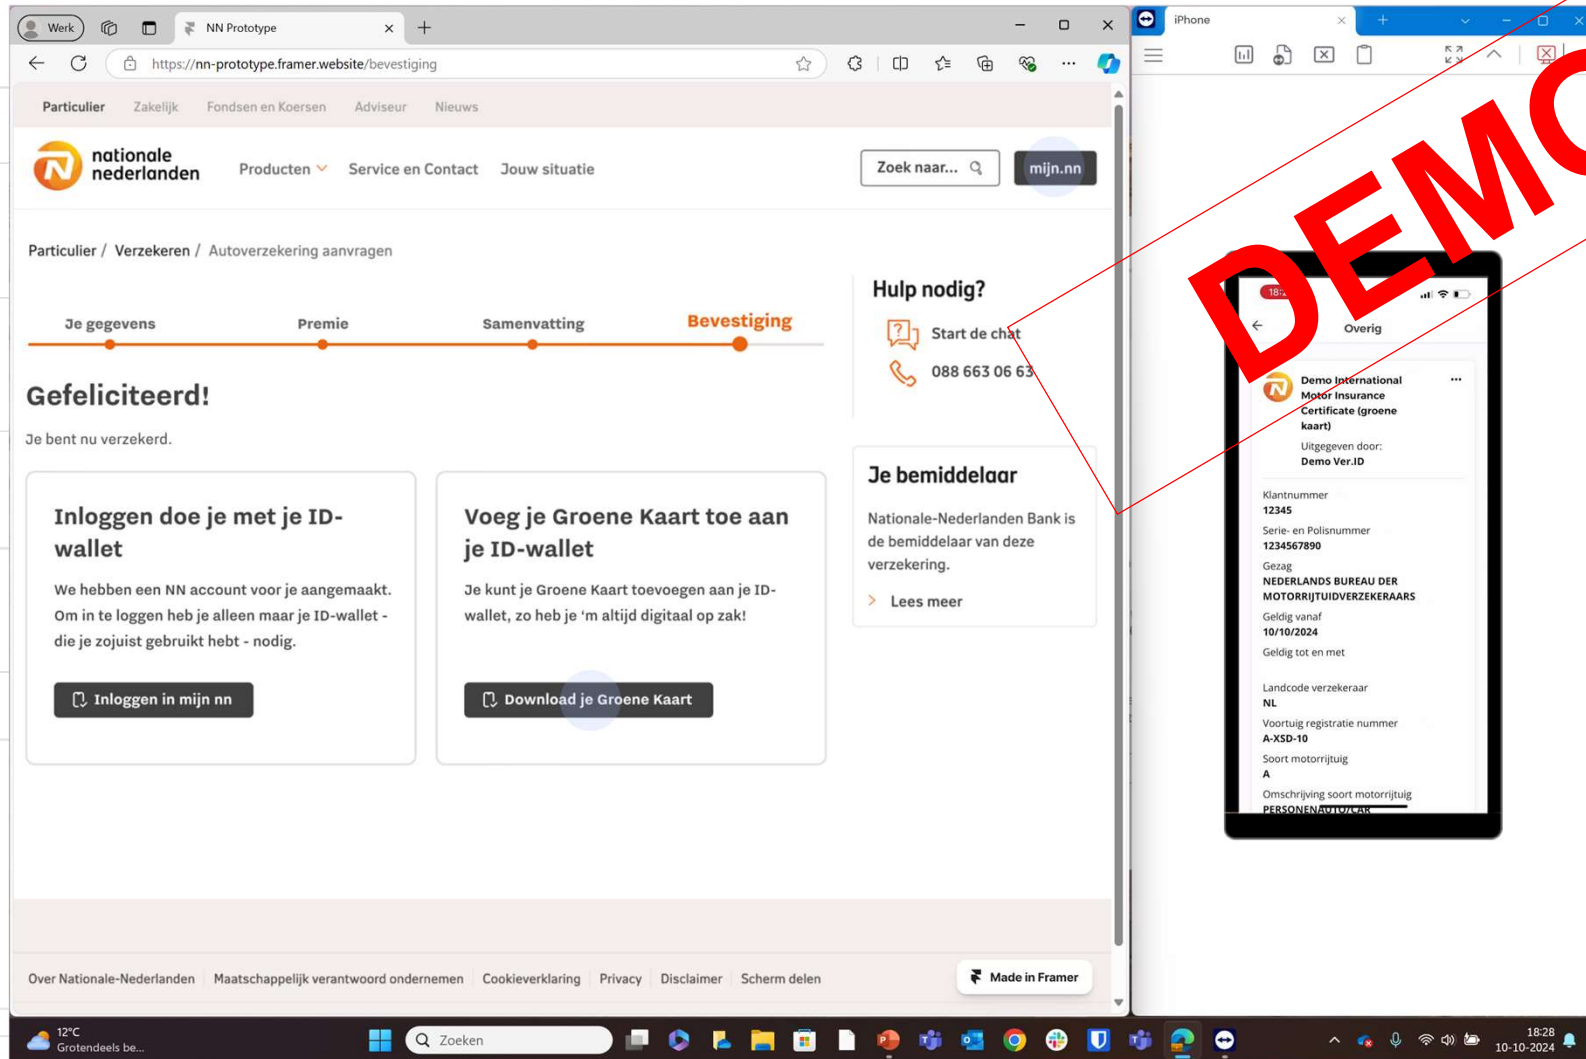 Werk
NN Prototype
https://nn-prototype.framer.website/bevestiging
Particulier Zakelijk Fondsen en Koersen Adviseur Nieuws
nationale
nederlanden
Producten Service en Contact Jouw situatie
Zoek naar...
mijn.nn
Particulier / Verzekeren / Autoverzekering aanvragen
Je gegevens Premie Samenvatting Bevestiging
Gefeliciteerd!
Je bent nu verzekerd.
Inloggen doe je met je ID-
wallet
We hebben een NN account voor je aangemaakt.
Om in te loggen heb je alleen maar je ID-wallet -
die je zojuist gebruikt hebt - nodig.
Inloggen in mijn nn
Voeg je Groene Kaart toe aan
je ID-wallet
Je kunt je Groene Kaart toevoegen aan je ID-
wallet, zo heb je ‘m altijd digitaal op zak!
Download je Groene Kaart
Hulp nodig?
Start de chat
088 663 06 63
Je bemiddelaar
Nationale-Nederlanden Bank is
de bemiddelaar van deze
verzekering.
Lees meer
Over Nationale-Nederlanden Maatschappelijk verantwoord ondernemen Cookieverklaring Privacy Disclaimer Scherm delen
Made in Framer
iPhone
DEMO
Overig
Demo International
Motor Insurance
Certificate (groene
kaart)
Uitgegeven door:
Demo Ver.ID
Klantnummer
12345
Serie- en Polisnummer
1234567890
Gezag
NEDERLANDS BUREAU DER
MOTORRIJTUIDVERZEKERAARS
Geldig vanaf
10/10/2024
Geldig tot en met
Landcode verzekeraar
NL
Voortuig registratie nummer
A-XSD-10
Soort motorrijtuig
A
Omschrijving soort motorrijtuig
PERSONENAUTO/CAR
12°C
Grotendeels be...
Zoeken
18:28
10-10-2024